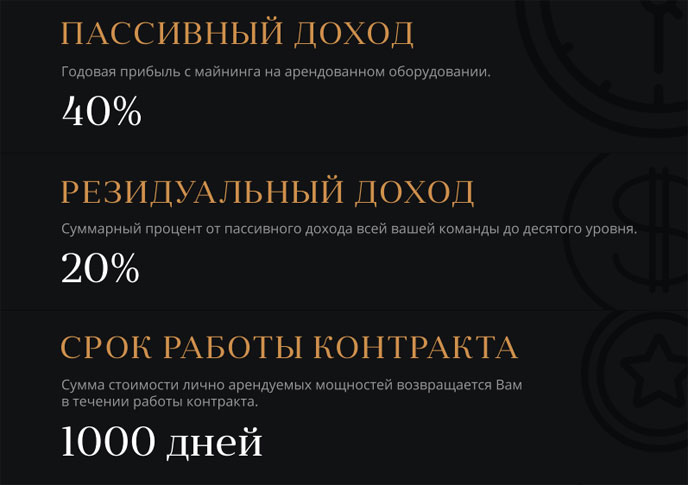 ПАССИВНЫЙ ДОХОД
Годовая прибыль с майнинга на арендованном оборудовании.
40%
РЕЗИДУАЛЬНЫЙ ДОХОД
Суммарный процент от пассивного дохода всей вашей команды до десятого уровня.
20%
СРОК РАБОТЫ КОНТРАКТА
Сумма стоимости лично арендуемых мощностей возвращается Вам
в течении работы контракта.
1000 дней